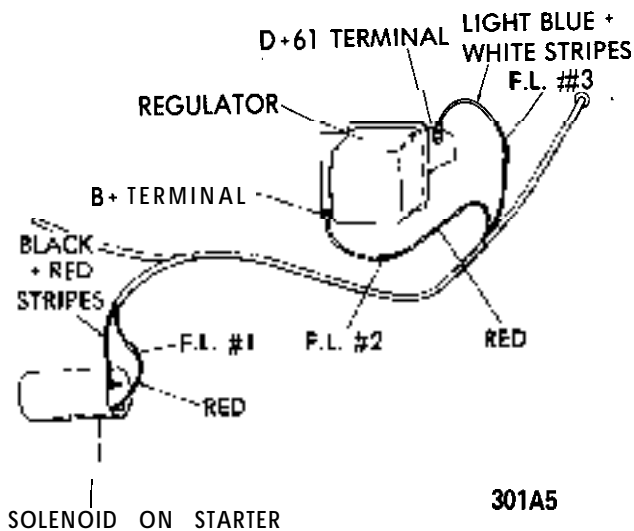 D+61 TERMINAL
LIGHT BLUE +
WHITE STRIPES
F.L. #3
REGULATOR
B+ TERMINAL
BLACK
+ RED
STRIPES
F.L. #1
F.L. #2
RED
RED
301A5
SOLENOID ON STARTER